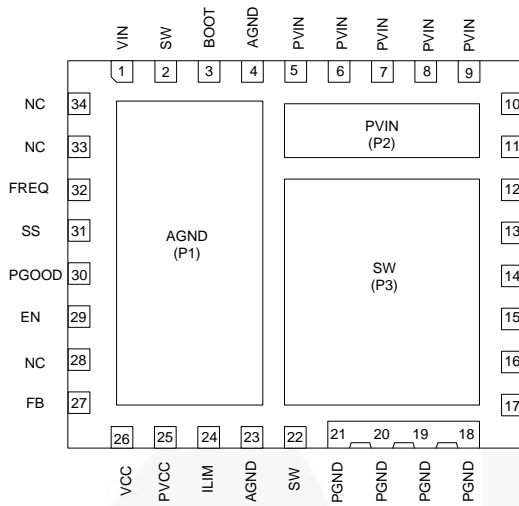 VIN
SW
BOOT
AGND
PVIN
PVIN
PVIN
PVIN
PVIN
1 2 3 4 5 6 7 8 9
NC 34
NC 33
FREQ 32
SS 31
PGOOD 30
EN 29
NC 28
FB 27
AGND
(P1)
PVIN
(P2)
SW
(P3)
10
11
12
13
14
15
16
17
26 25 24 23 22 21 20 19 18
VCC
PVCC
ILIM
AGND
SW
PGND
PGND
PGND
PGND